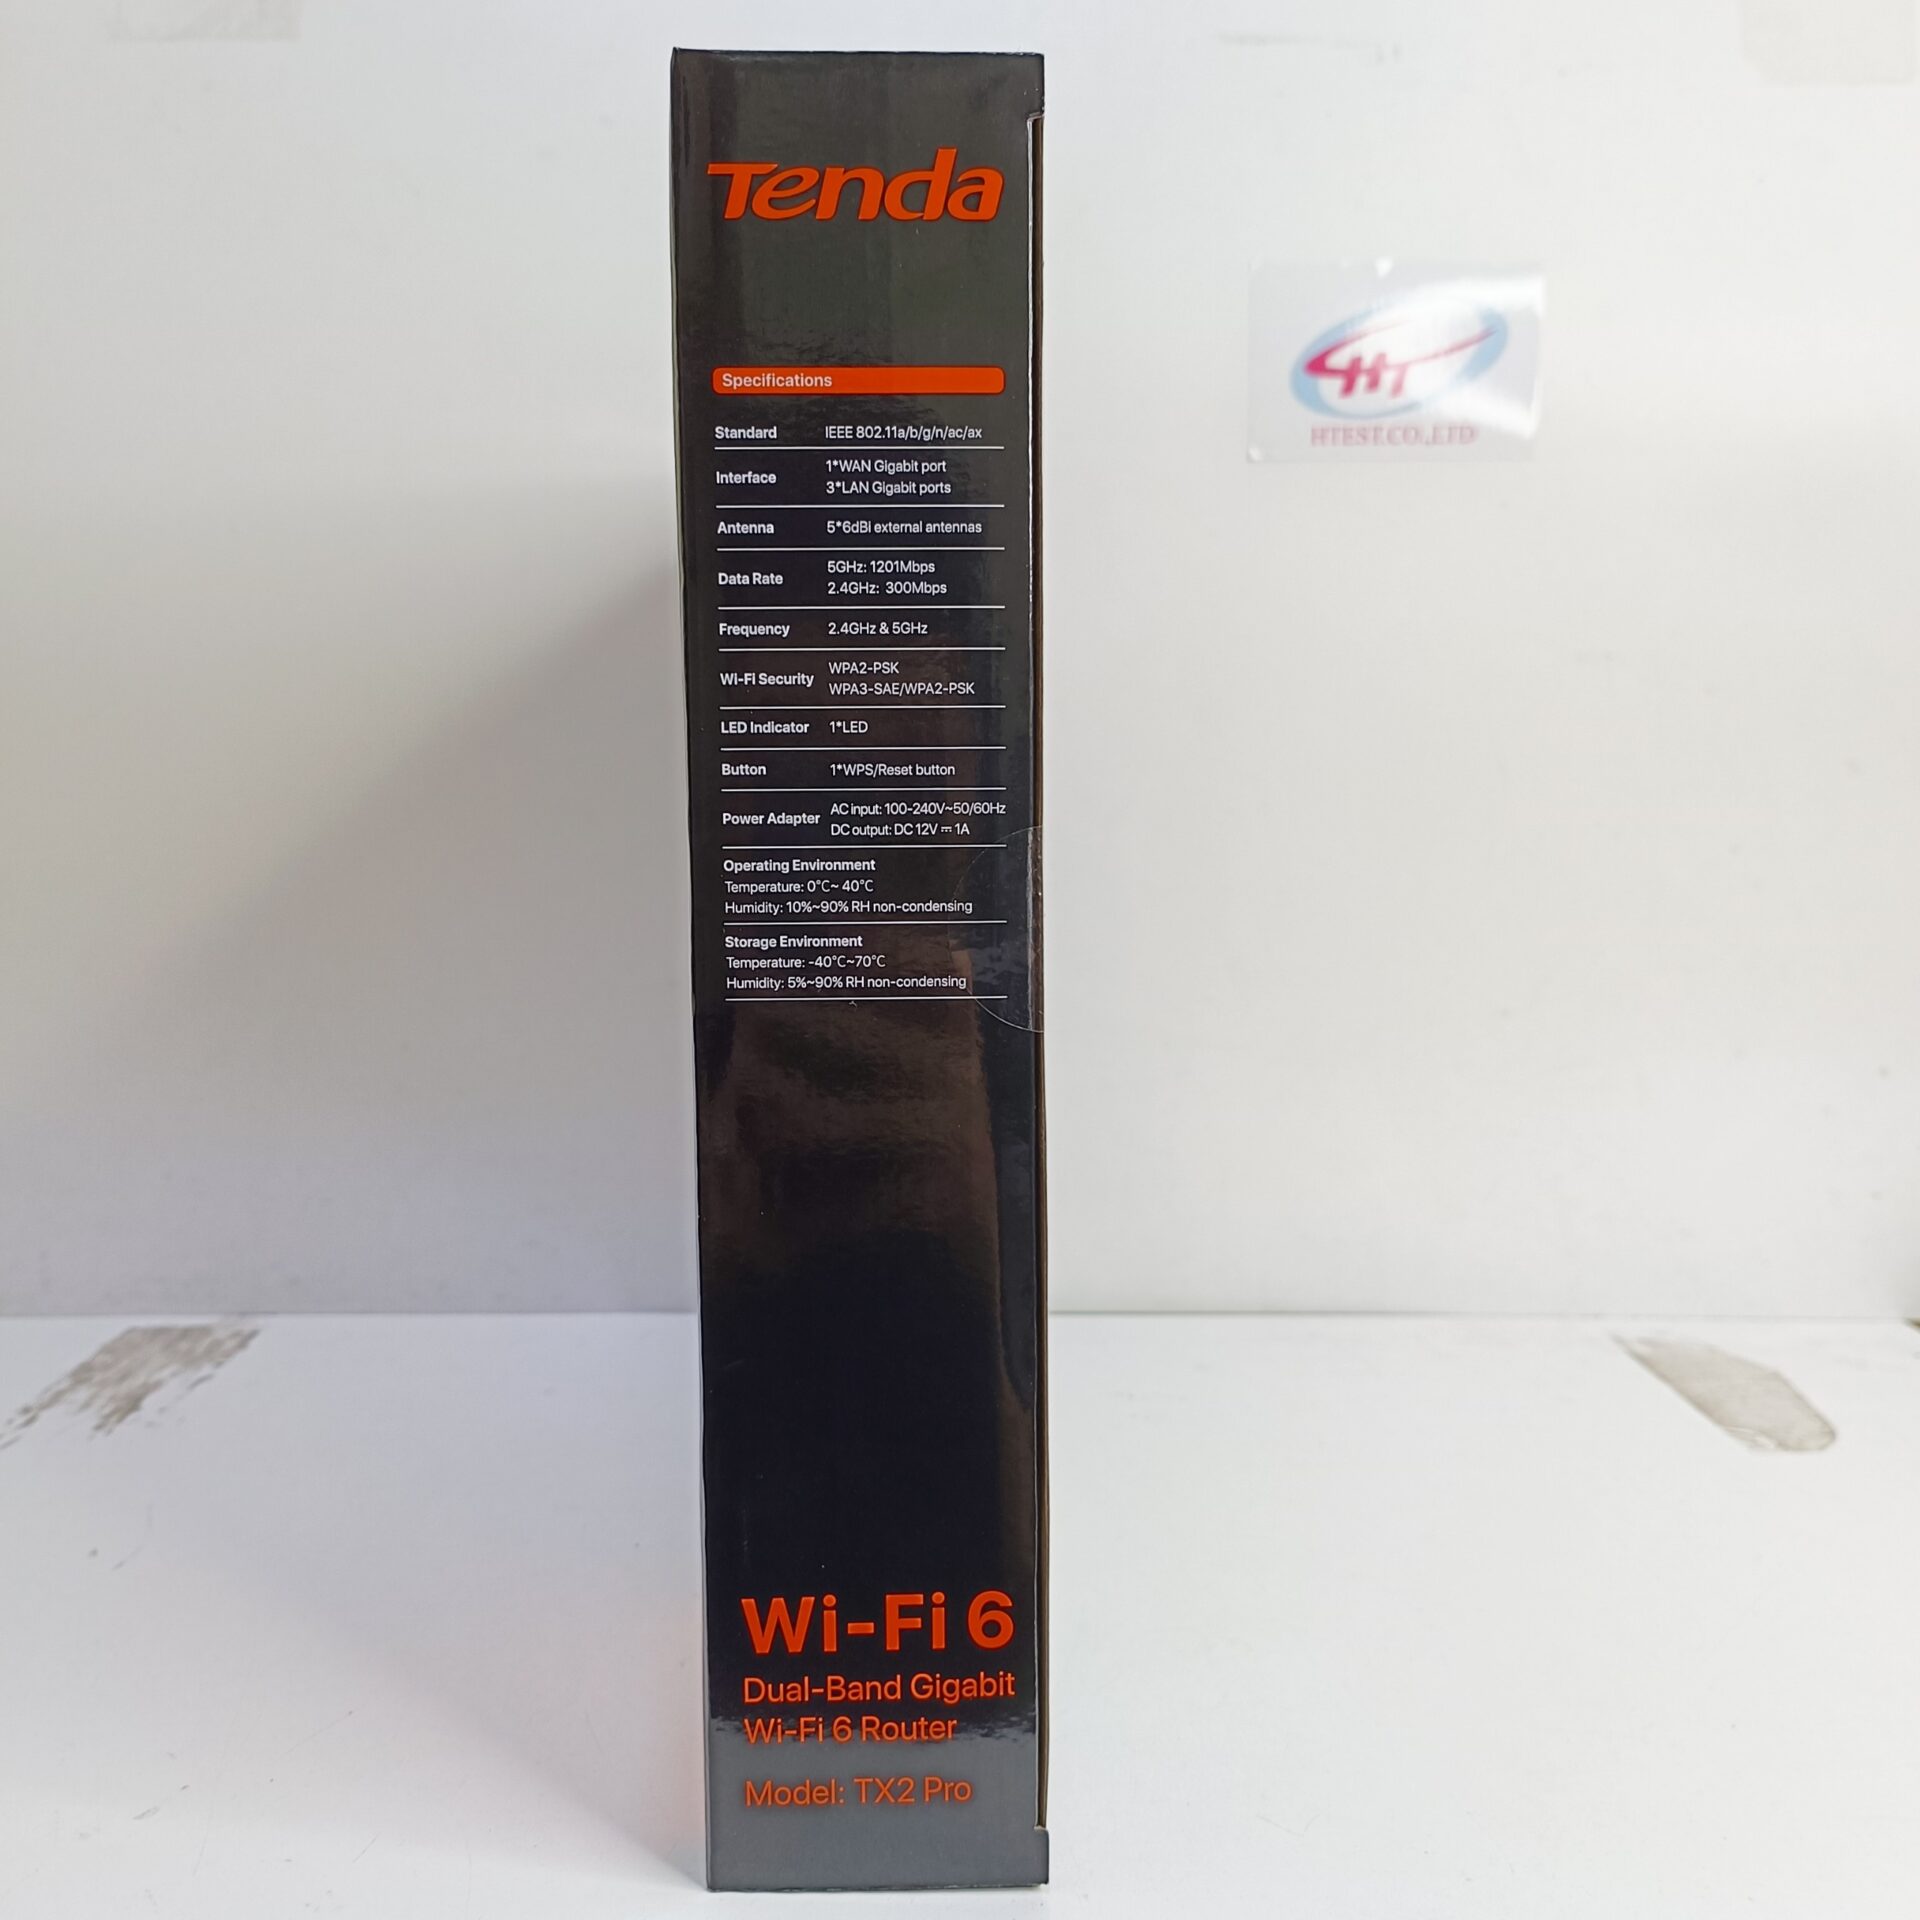 Tenda
Specifications
Standard IEEE 802.11a/b/g/n/ac/ax
Interface 1*WAN Gigabit port
3*LAN Gigabit ports
Antenna 5*6dBi external antennas
Data Rate 5GHz: 1201Mbps
2.4GHz: 300Mbps
Frequency 2.4GHz & 5GHz
Wi-Fi Security WPA2-PSK
WPA3-SAE/WPA2-PSK
LED Indicator 1*LED
Button 1*WPS/Reset button
Power Adapter AC input: 100-240V~50/60Hz
DC output: DC 12V ⎓ 1A
Operating Environment
Temperature: 0°C~ 40°C
Humidity: 10%~90% RH non-condensing
Storage Environment
Temperature: -40°C~70°C
Humidity: 5%~90% RH non-condensing
Wi-Fi 6
Dual-Band Gigabit
Wi-Fi 6 Router
Model: TX2 Pro
HT
HTEST.CO.,LTD